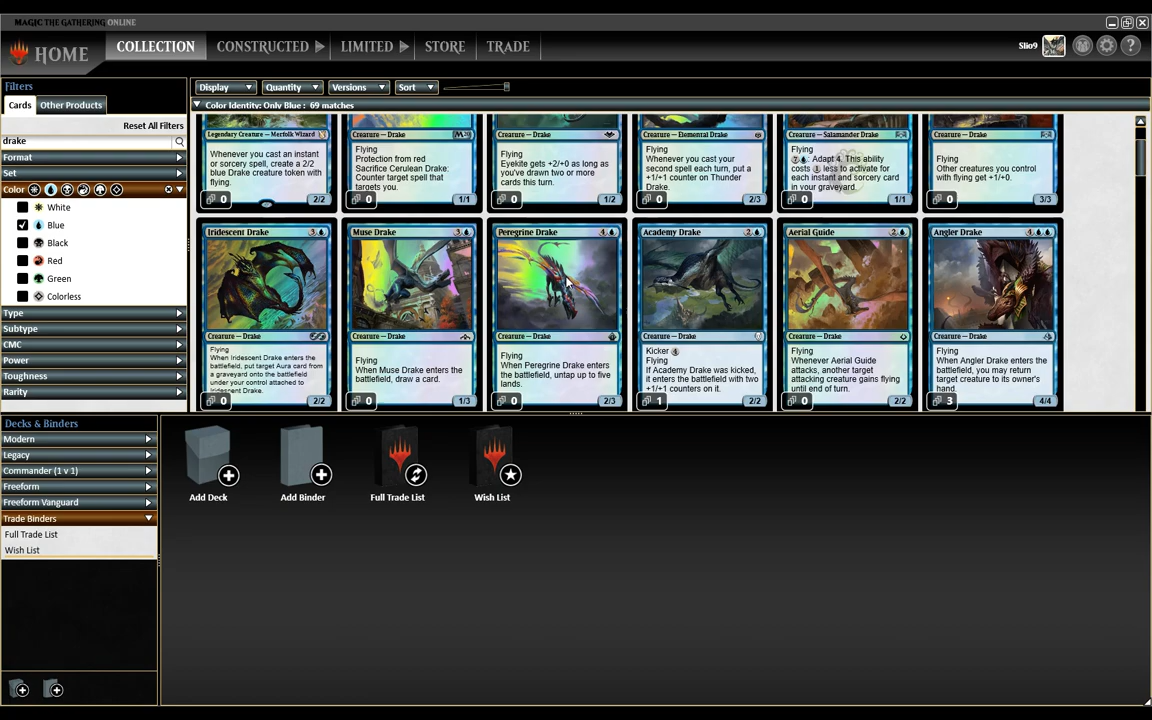 MAGIC THE GATHERING ONLINE
HOME
COLLECTION
CONSTRUCTED
LIMITED
STORE
TRADE
Slio9
Filters
Cards
Other Products
Reset All Filters
drake
Format
Set
Color
White
Blue
Black
Red
Green
Colorless
Type
Subtype
CMC
Power
Toughness
Rarity
Display
Quantity
Versions
Sort
Color Identity: Only Blue : 69 matches
Legendary Creature — Merfolk Wizard
Whenever you cast an instant
or sorcery spell, create a 2/2
blue Drake creature token with
flying.
0
2/2
Creature — Drake
Flying
Protection from red
Sacrifice Cerulean Drake:
Counter target spell that
targets you.
0
1/1
Creature — Drake
Flying
Eyekite gets +2/+0 as long as
you've drawn two or more
cards this turn.
0
1/2
Creature — Elemental Drake
Flying
Whenever you cast your
second spell each turn, put a
+1/+1 counter on Thunder
Drake.
0
2/3
Creature — Salamander Drake
Flying
7: Adapt 4. This ability
costs 1 less to activate for
each instant and sorcery card
in your graveyard.
0
1/1
Creature — Drake
Flying
Other creatures you control
with flying get +1/+0.
0
3/3
Iridescent Drake
3
Creature — Drake
Flying
When Iridescent Drake enters the
battlefield, put target Aura card from
a graveyard onto the battlefield
under your control attached to
Iridescent Drake.
0
2/2
Muse Drake
3
Creature — Drake
Flying
When Muse Drake enters the
battlefield, draw a card.
0
1/3
Peregrine Drake
4
Creature — Drake
Flying
When Peregrine Drake enters
the battlefield, untap up to five
lands.
0
2/3
Academy Drake
2
Creature — Drake
Kicker 4
Flying
If Academy Drake was kicked,
it enters the battlefield with two
+1/+1 counters on it.
1
2/2
Aerial Guide
2
Creature — Drake
Flying
Whenever Aerial Guide
attacks, another target
attacking creature gains flying
until end of turn.
0
2/2
Angler Drake
4
Creature — Drake
Flying
When Angler Drake enters the
battlefield, you may return
target creature to its owner's
hand.
3
4/4
Decks & Binders
Modern
Legacy
Commander (1 v 1)
Freeform
Freeform Vanguard
Trade Binders
Full Trade List
Wish List
Add Deck
Add Binder
Full Trade List
Wish List